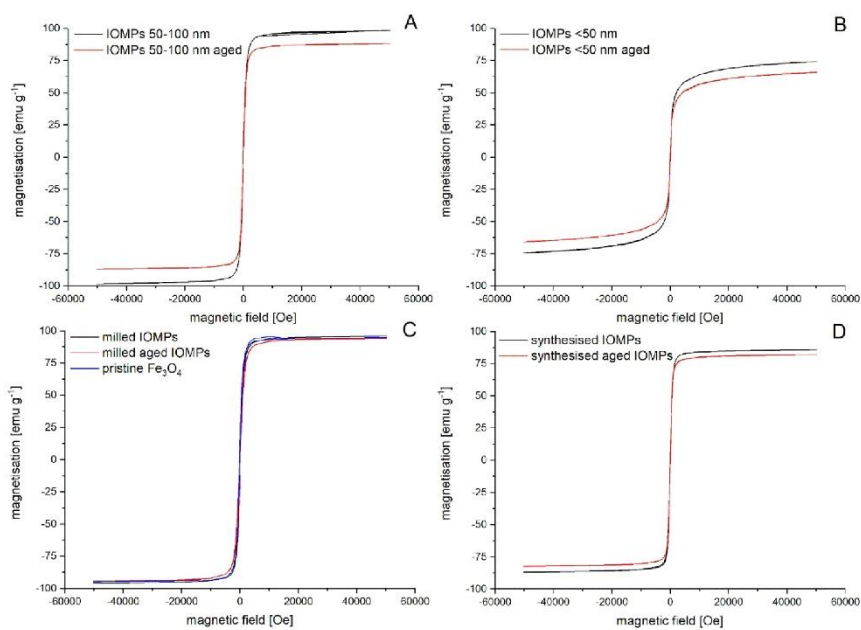 A
IOMPs 50-100 nm
IOMPs 50-100 nm aged
magnetisation [emu g⁻¹]
100
75
50
25
0
-25
-50
-75
-100
-60000 -40000 -20000 0 20000 40000 60000
magnetic field [Oe]
B
IOMPs <50 nm
IOMPs <50 nm aged
magnetisation [emu g⁻¹]
100
75
50
25
0
-25
-50
-75
-100
-60000 -40000 -20000 0 20000 40000 60000
magnetic field [Oe]
C
milled IOMPs
milled aged IOMPs
pristine Fe₃O₄
magnetisation [emu g⁻¹]
100
75
50
25
0
-25
-50
-75
-100
-60000 -40000 -20000 0 20000 40000 60000
magnetic field [Oe]
D
synthesised IOMPs
synthesised aged IOMPs
magnetisation [emu g⁻¹]
100
75
50
25
0
-25
-50
-75
-100
-60000 -40000 -20000 0 20000 40000 60000
magnetic field [Oe]